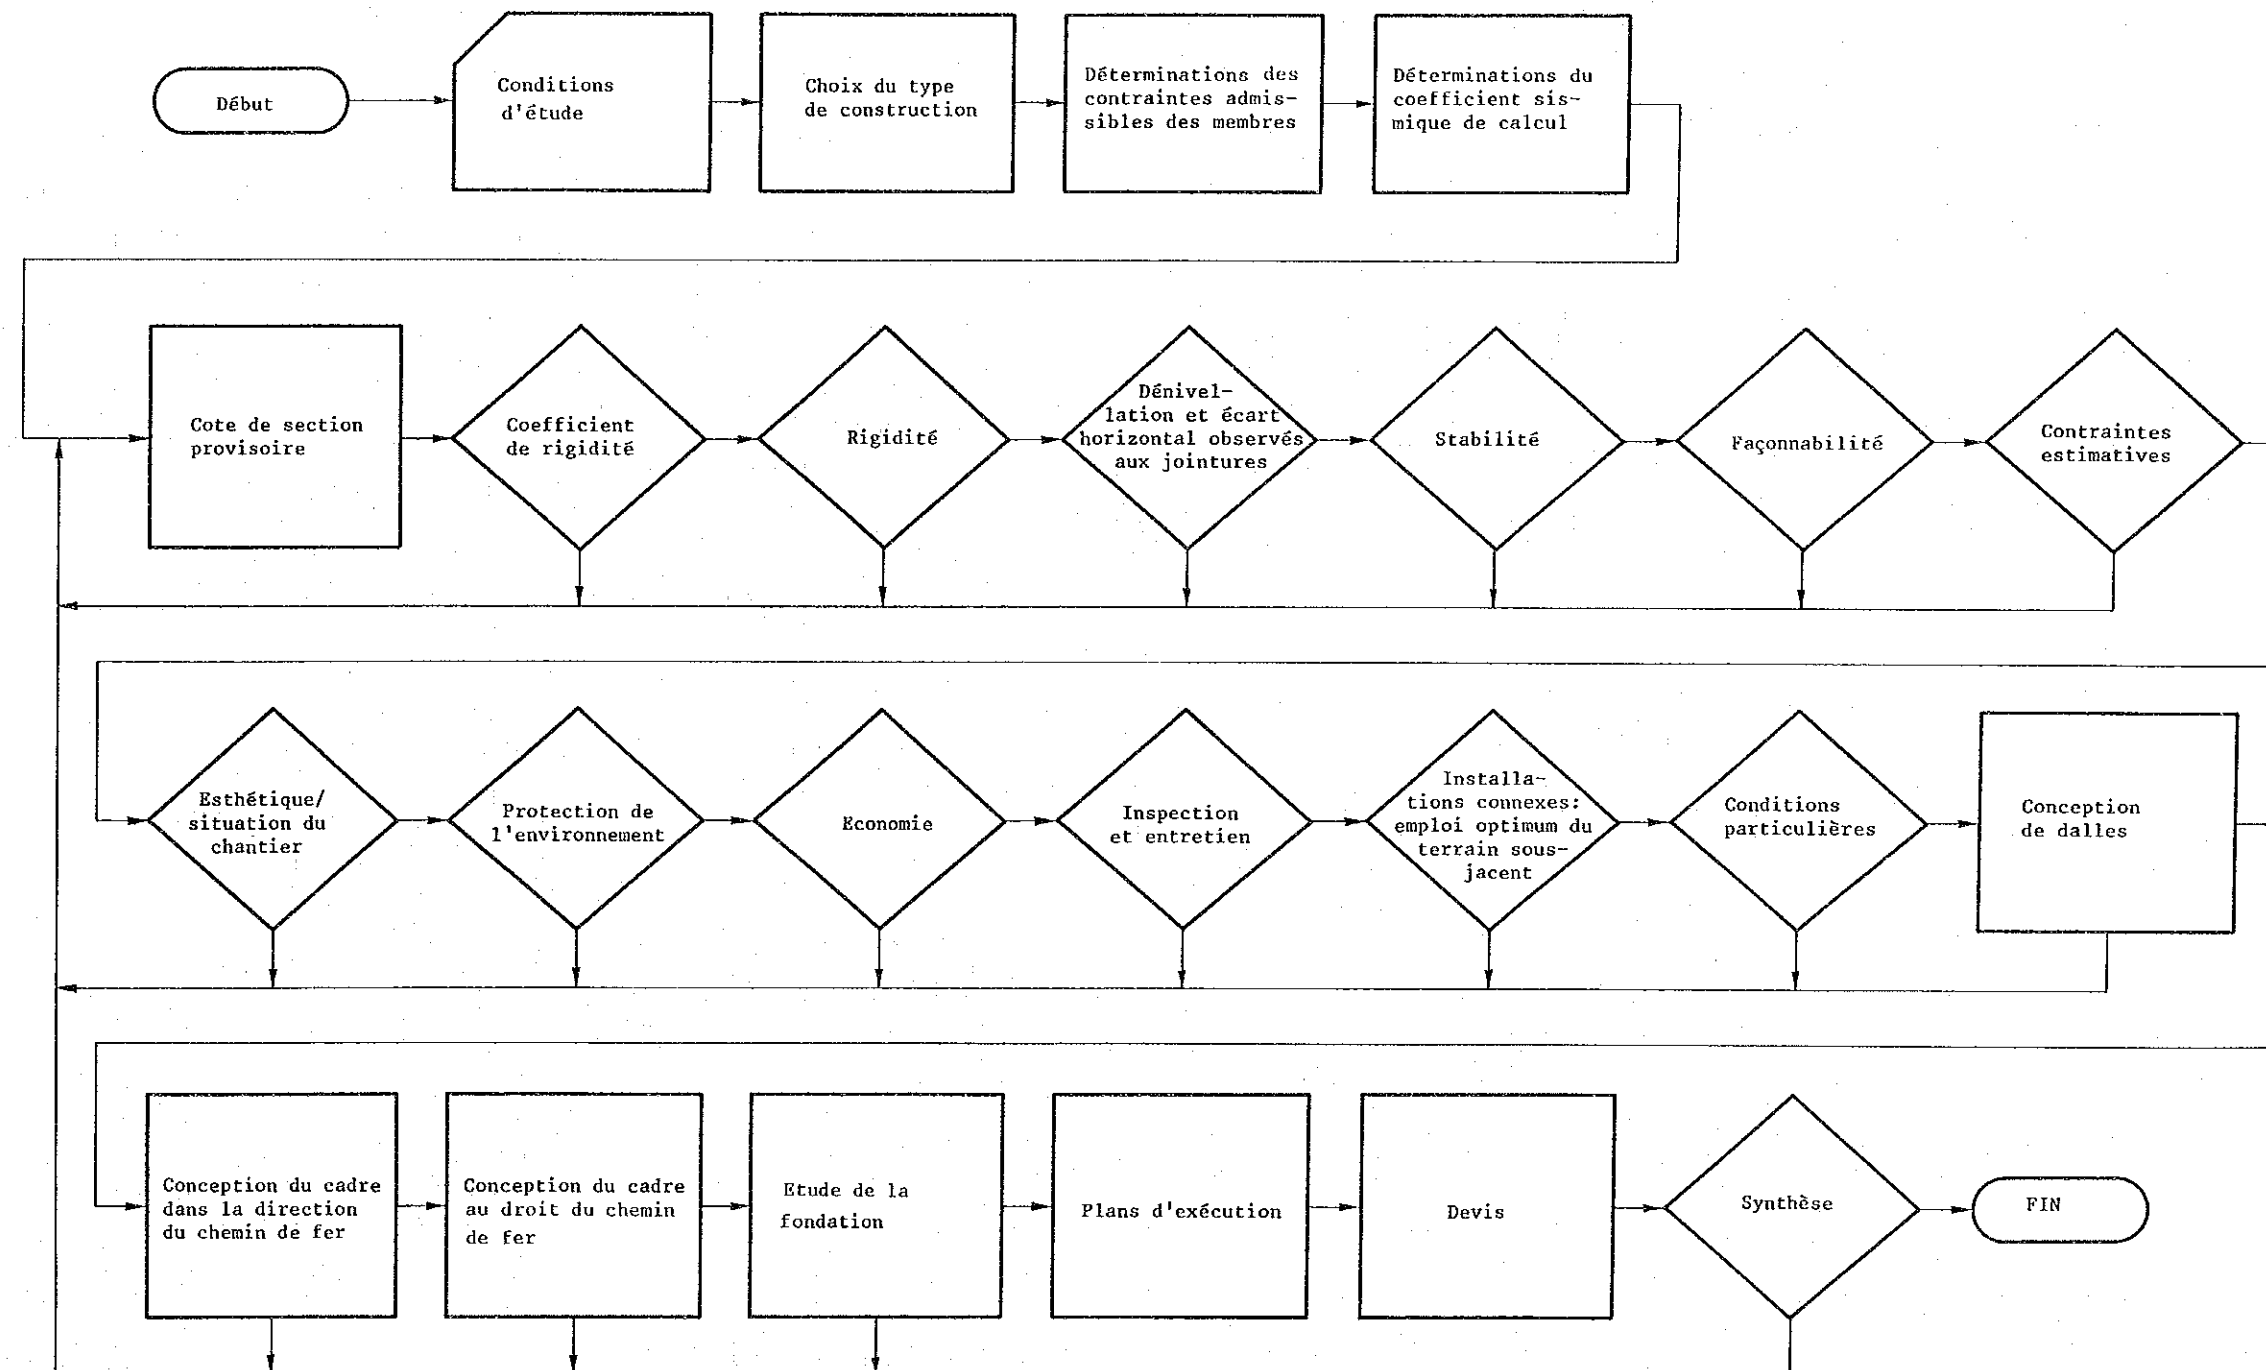 Début
Conditions
d'étude
Choix du type
de construction
Déterminations des
contraintes admis-
sibles des membres
Déterminations du
coefficient sis-
mique de calcul
Cote de section
provisoire
Coefficient
de rigidité
Rigidité
Dénivel-
lation et écart
horizontal observés
aux jointures
Stabilité
Façonnabilité
Contraintes
estimatives
Esthétique/
situation du
chantier
Protection de
l'environnement
Economie
Inspection
et entretien
Installa-
tions connexes:
emploi optimum du
terrain sous-
jacent
Conditions
particulières
Conception
de dalles
Conception du cadre
dans la direction
du chemin de fer
Conception du cadre
au droit du chemin
de fer
Etude de la
fondation
Plans d'exécution
Devis
Synthèse
FIN